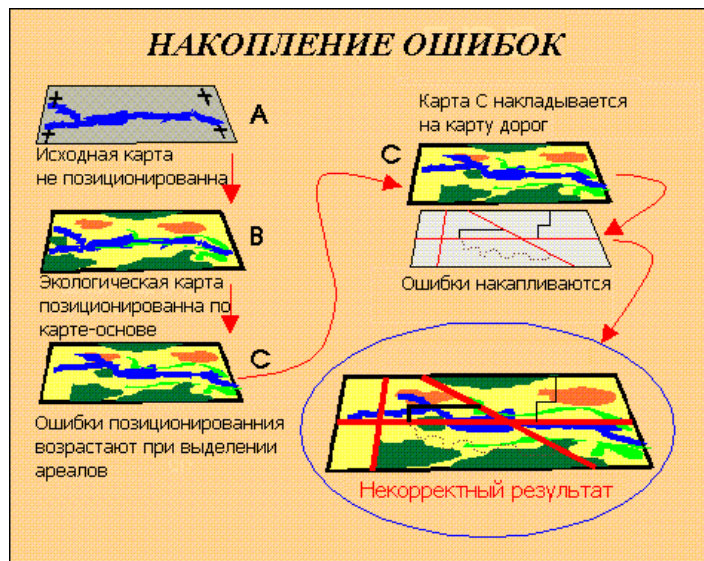 НАКОПЛЕНИЕ ОШИБОК
A
Исходная карта
не позиционированна
B
Экологическая карта
позиционированна по
карте-основе
C
Ошибки позиционирования
возрастают при выделении
ареалов
Карта С накладывается
на карту дорог
C
Ошибки накапливаются
Некорректный результат